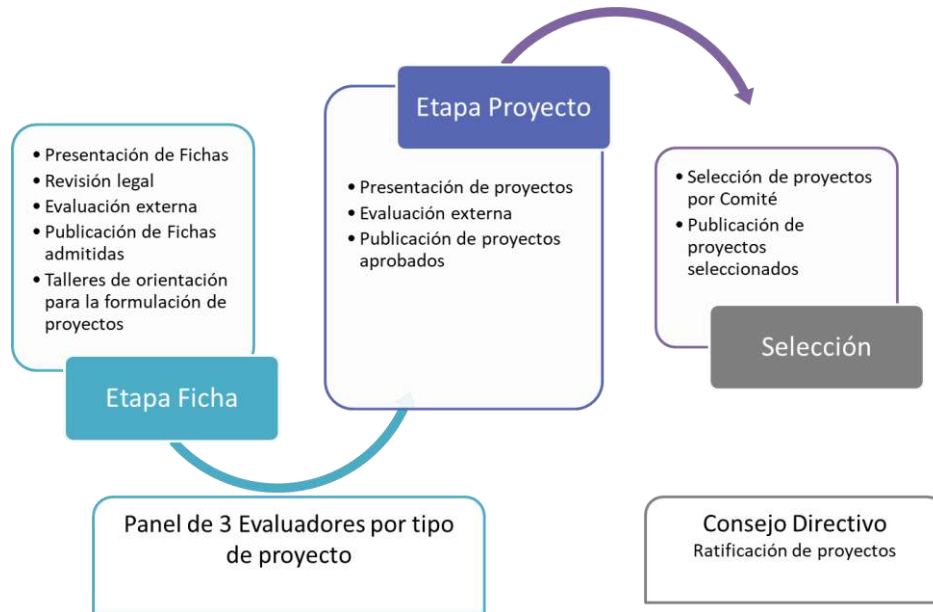 • Presentación de Fichas
• Revisión legal
• Evaluación externa
• Publicación de Fichas
admitidas
• Talleres de orientación
para la formulación de
proyectos
Etapa Ficha
Etapa Proyecto
• Presentación de proyectos
• Evaluación externa
• Publicación de proyectos
aprobados
• Selección de proyectos
por Comité
• Publicación de
proyectos
seleccionados
Selección
Panel de 3 Evaluadores por tipo
de proyecto
Consejo Directivo
Ratificación de proyectos